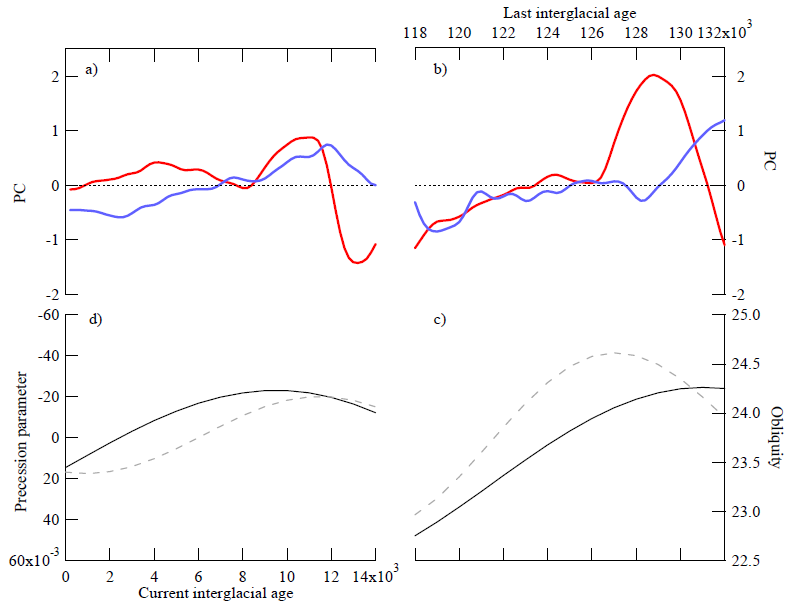 Last interglacial age
118 120 122 124 126 128 130 132x10³
a) b)
2 2
1 1
PC 0 0 PC
-1 -1
-2 -2
-60 d) c) 25.0
-40 24.5
-20 24.0
Precession parameter 0 Obliquity
20 23.5
40 23.0
60x10⁻³ 22.5
0 2 4 6 8 10 12 14x10³
Current interglacial age